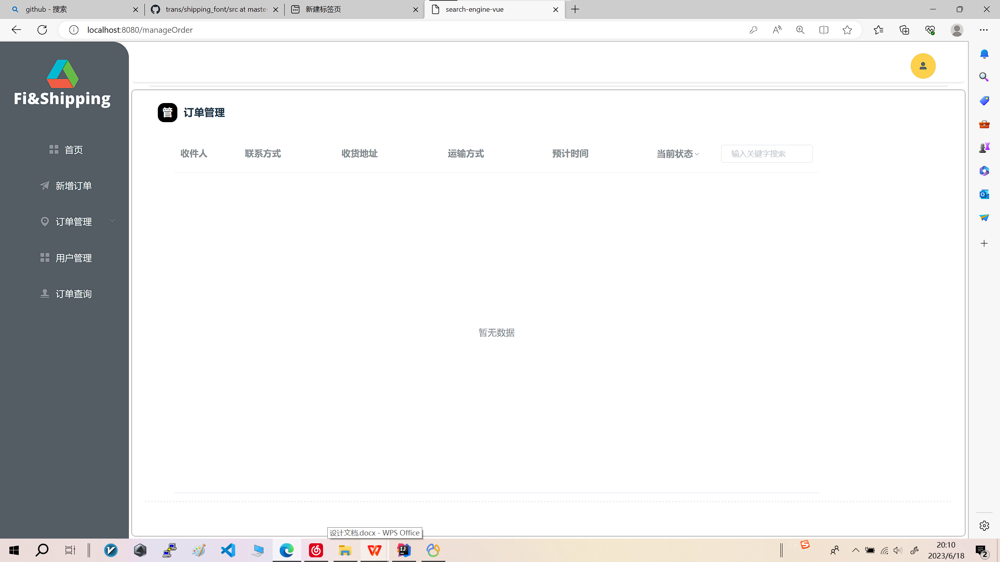 github - 搜索
trans/shipping_font/src at master
新建标签页
search-engine-vue
localhost:8080/manageOrder
Fi&Shipping
首页
新增订单
订单管理
用户管理
订单查询
管 订单管理
收件人 联系方式 收货地址 运输方式 预计时间 当前状态 输入关键字搜索
暂无数据
设计文档.docx - WPS Office
20:10
2023/6/18
2